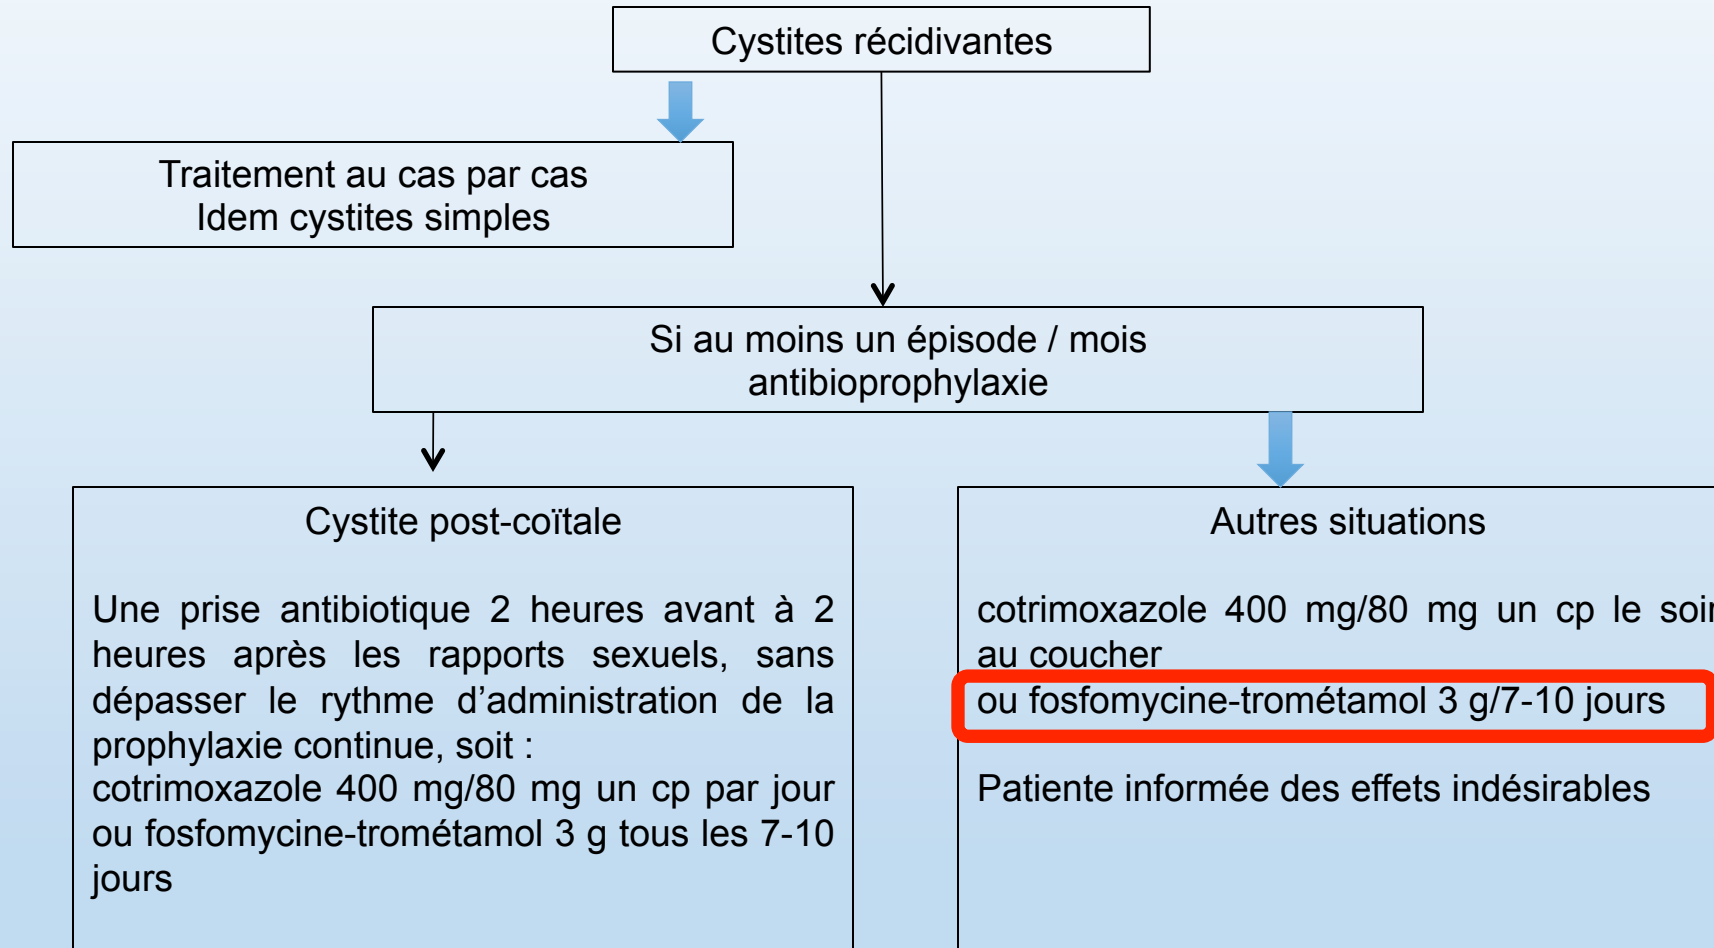 Cystites récidivantes
Traitement au cas par cas
Idem cystites simples
Si au moins un épisode / mois
antibioprophylaxie
Cystite post-coïtale
Une prise antibiotique 2 heures avant à 2
heures après les rapports sexuels, sans
dépasser le rythme d’administration de la
prophylaxie continue, soit :
cotrimoxazole 400 mg/80 mg un cp par jour
ou fosfomycine-trométamol 3 g tous les 7-10
jours
Autres situations
cotrimoxazole 400 mg/80 mg un cp le soir
au coucher
ou fosfomycine-trométamol 3 g/7-10 jours
Patiente informée des effets indésirables